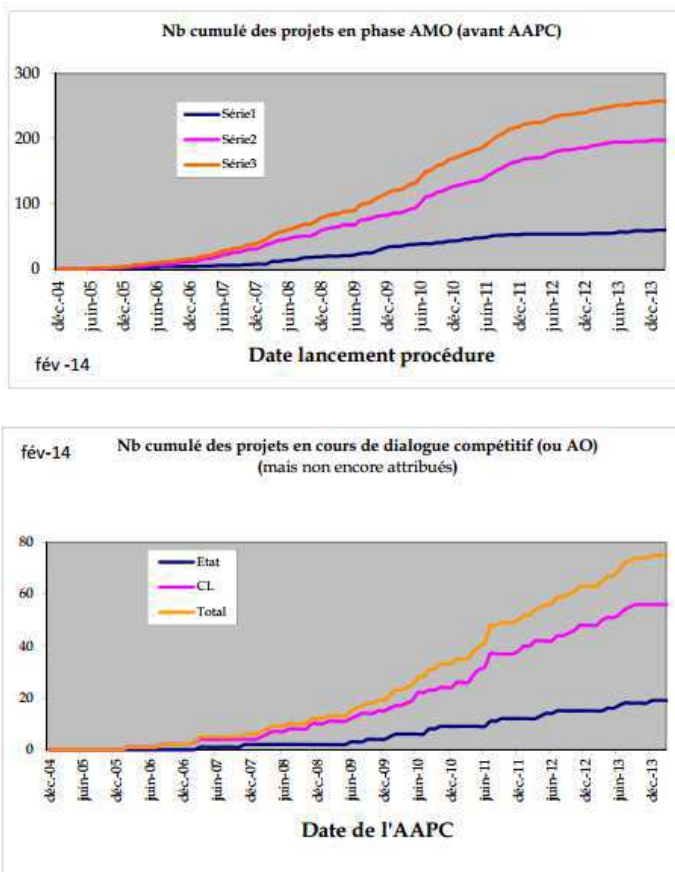 Nb cumulé des projets en phase AMO (avant AAPC)
300
200
100
0
Série1
Série2
Série3
déc.-04
juin-05
déc.-05
juin-06
déc.-06
juin-07
déc.-07
juin-08
déc.-08
juin-09
déc.-09
juin-10
déc.-10
juin-11
déc.-11
juin-12
déc.-12
juin-13
déc.-13
Date lancement procédure
fév -14
fév-14
Nb cumulé des projets en cours de dialogue compétitif (ou AO)
(mais non encore attribués)
80
60
40
20
0
Etat
CL
Total
déc.-04
juin-05
déc.-05
juin-06
déc.-06
juin-07
déc.-07
juin-08
déc.-08
juin-09
déc.-09
juin-10
déc.-10
juin-11
déc.-11
juin-12
déc.-12
juin-13
déc.-13
Date de l'AAPC